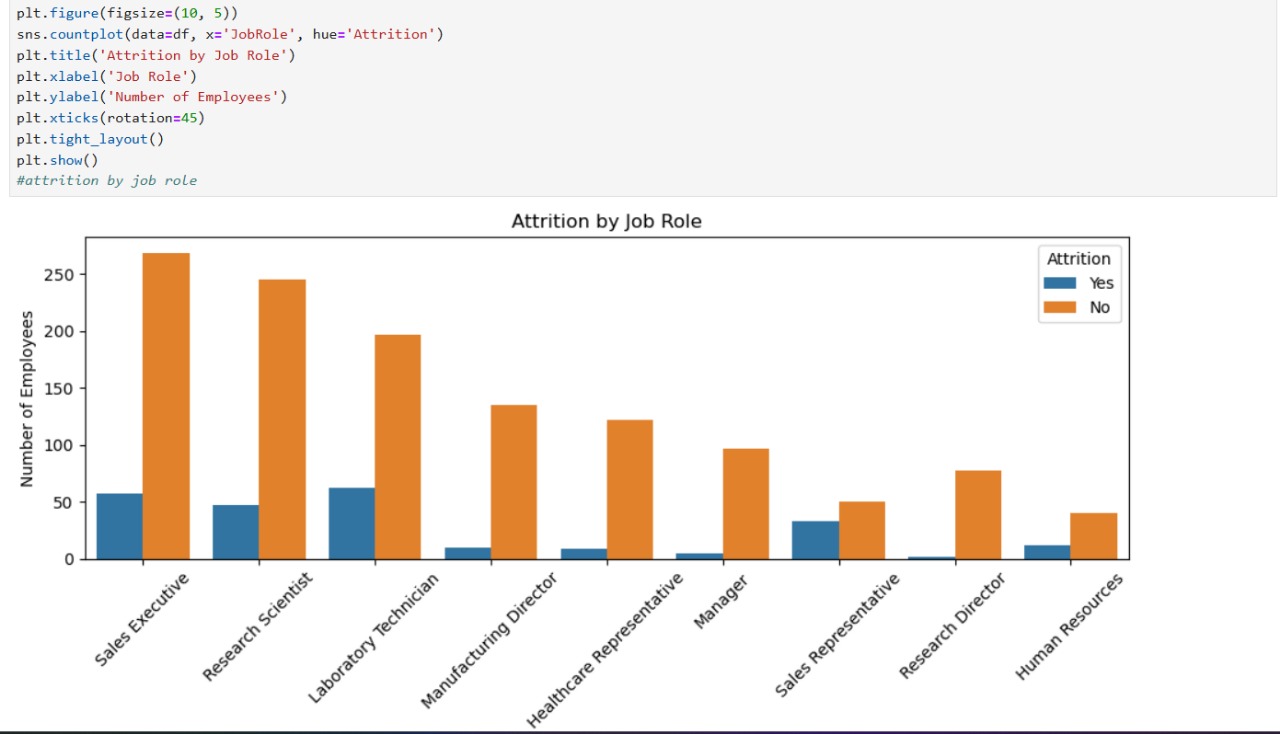 plt.figure(figsize=(10, 5))
sns.countplot(data=df, x='JobRole', hue='Attrition')
plt.title('Attrition by Job Role')
plt.xlabel('Job Role')
plt.ylabel('Number of Employees')
plt.xticks(rotation=45)
plt.tight_layout()
plt.show()
#attrition by job role
Attrition by Job Role
Number of Employees
250
200
150
100
50
0
Attrition
Yes
No
Sales Executive
Research Scientist
Laboratory Technician
Manufacturing Director
Healthcare Representative
Manager
Sales Representative
Research Director
Human Resources